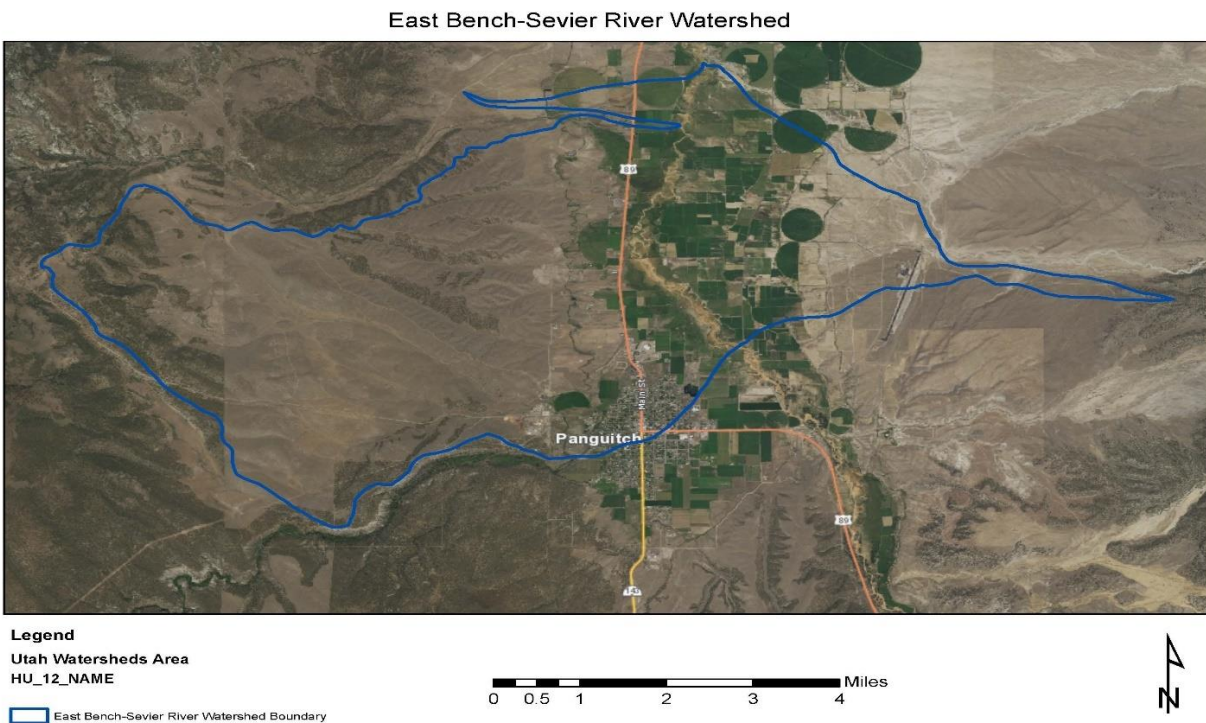 East Bench-Sevier River Watershed
89
Main St
Panguitch
89
143
Legend
Utah Watersheds Area
HU_12_NAME
East Bench-Sevier River Watershed Boundary
0 0.5 1 2 3 4 Miles
N